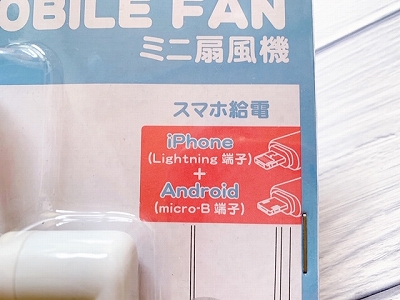 OBILE FAN
ミニ扇風機
スマホ給電
iPhone
(Lightning 端子)
+
Android
(micro-B 端子)